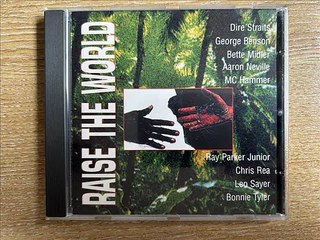 RAISE THE WORLD
Dire Straits
George Benson
Bette Midler
Aaron Neville
MC Hammer
Ray Parker Junior
Chris Rea
Leo Sayer
Bonnie Tyler